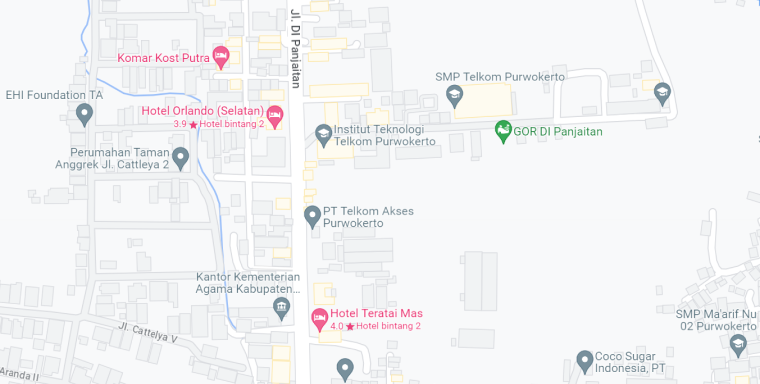 Jl. DI Panjaitan
Komar Kost Putra
SMP Telkom Purwokerto
EHI Foundation TA
Hotel Orlando (Selatan)
3.9 ★ Hotel bintang 2
Institut Teknologi
Telkom Purwokerto
GOR DI Panjaitan
Perumahan Taman
Anggrek Jl. Cattleya 2
PT Telkom Akses
Purwokerto
Kantor Kementerian
Agama Kabupaten...
Hotel Teratai Mas
4.0 ★ Hotel bintang 2
SMP Ma'arif Nu
02 Purwokerto
Jl. Cattelya V
Coco Sugar
Indonesia, PT
Aranda II